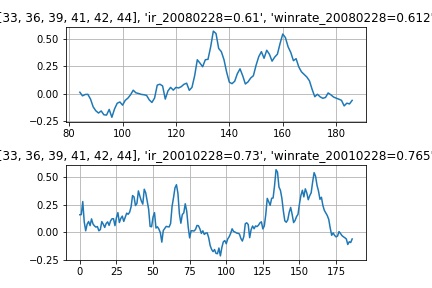 [33, 36, 39, 41, 42, 44], 'ir_20080228=0.61', 'winrate_20080228=0.612'
0.50
0.25
0.00
−0.25
80 100 120 140 160 180
[33, 36, 39, 41, 42, 44], 'ir_20010228=0.73', 'winrate_20010228=0.765'
0.50
0.25
0.00
−0.25
0 25 50 75 100 125 150 175